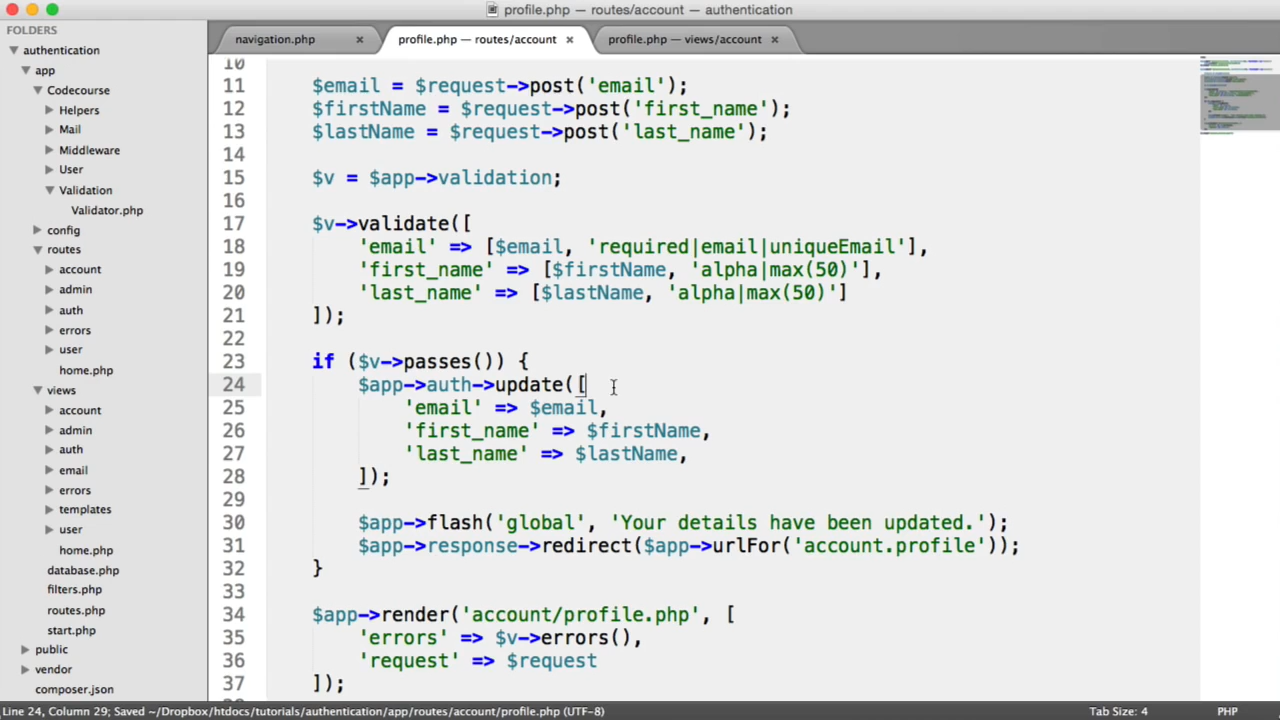 profile.php — routes/account — authentication
FOLDERS
authentication
app
Codecourse
Helpers
Mail
Middleware
User
Validation
Validator.php
config
routes
account
admin
auth
errors
user
home.php
views
account
admin
auth
email
errors
templates
user
home.php
database.php
filters.php
routes.php
start.php
public
vendor
composer.json
navigation.php ×
profile.php — routes/account ×
profile.php — views/account ×
10
11 $email = $request->post('email');
12 $firstName = $request->post('first_name');
13 $lastName = $request->post('last_name');
14
15 $v = $app->validation;
16
17 $v->validate([
18 'email' => [$email, 'required|email|uniqueEmail'],
19 'first_name' => [$firstName, 'alpha|max(50)'],
20 'last_name' => [$lastName, 'alpha|max(50)']
21 ]);
22
23 if ($v->passes()) {
24 $app->auth->update([
25 'email' => $email,
26 'first_name' => $firstName,
27 'last_name' => $lastName,
28 ]);
29
30 $app->flash('global', 'Your details have been updated.');
31 $app->response->redirect($app->urlFor('account.profile'));
32 }
33
34 $app->render('account/profile.php', [
35 'errors' => $v->errors(),
36 'request' => $request
37 ]);
Line 24, Column 29; Saved ~/Dropbox/htdocs/tutorials/authentication/app/routes/account/profile.php (UTF-8)
Tab Size: 4
PHP